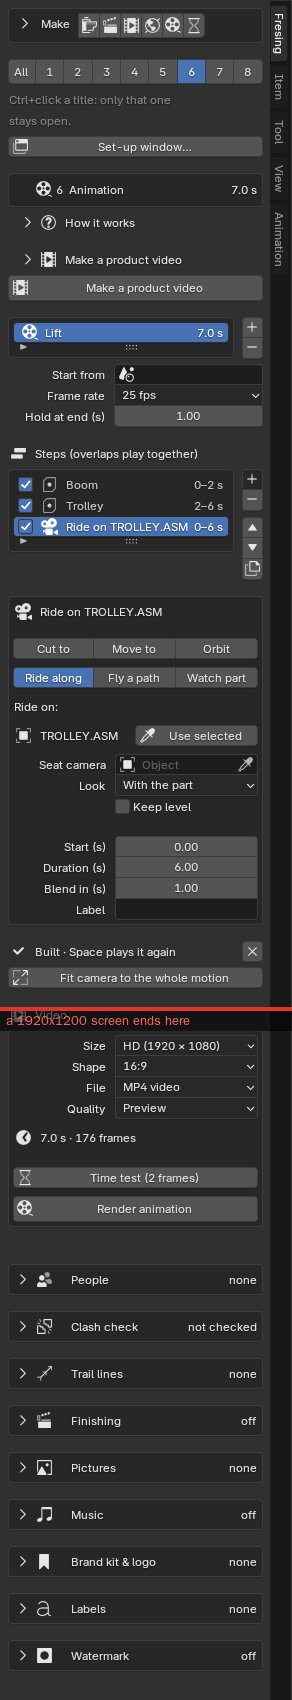 Make
Fresing
Item
Tool
View
Animation
All 1 2 3 4 5 6 7 8
Ctrl+click a title: only that one
stays open.
Set-up window...
6 Animation 7.0 s
How it works
Make a product video
Make a product video
Lift 7.0 s
Start from
Frame rate 25 fps
Hold at end (s) 1.00
Steps (overlaps play together)
Boom 0–2 s
Trolley 2–6 s
Ride on TROLLEY.ASM 0–6 s
Ride on TROLLEY.ASM
Cut to Move to Orbit
Ride along Fly a path Watch part
Ride on:
TROLLEY.ASM Use selected
Seat camera Object
Look With the part
Keep level
Start (s) 0.00
Duration (s) 6.00
Blend in (s) 1.00
Label
Built · Space plays it again
Fit camera to the whole motion
Video
a 1920x1200 screen ends here
Size HD (1920 × 1080)
Shape 16:9
File MP4 video
Quality Preview
7.0 s · 176 frames
Time test (2 frames)
Render animation
People none
Clash check not checked
Trail lines none
Finishing off
Pictures none
Music off
Brand kit & logo none
Labels none
Watermark off